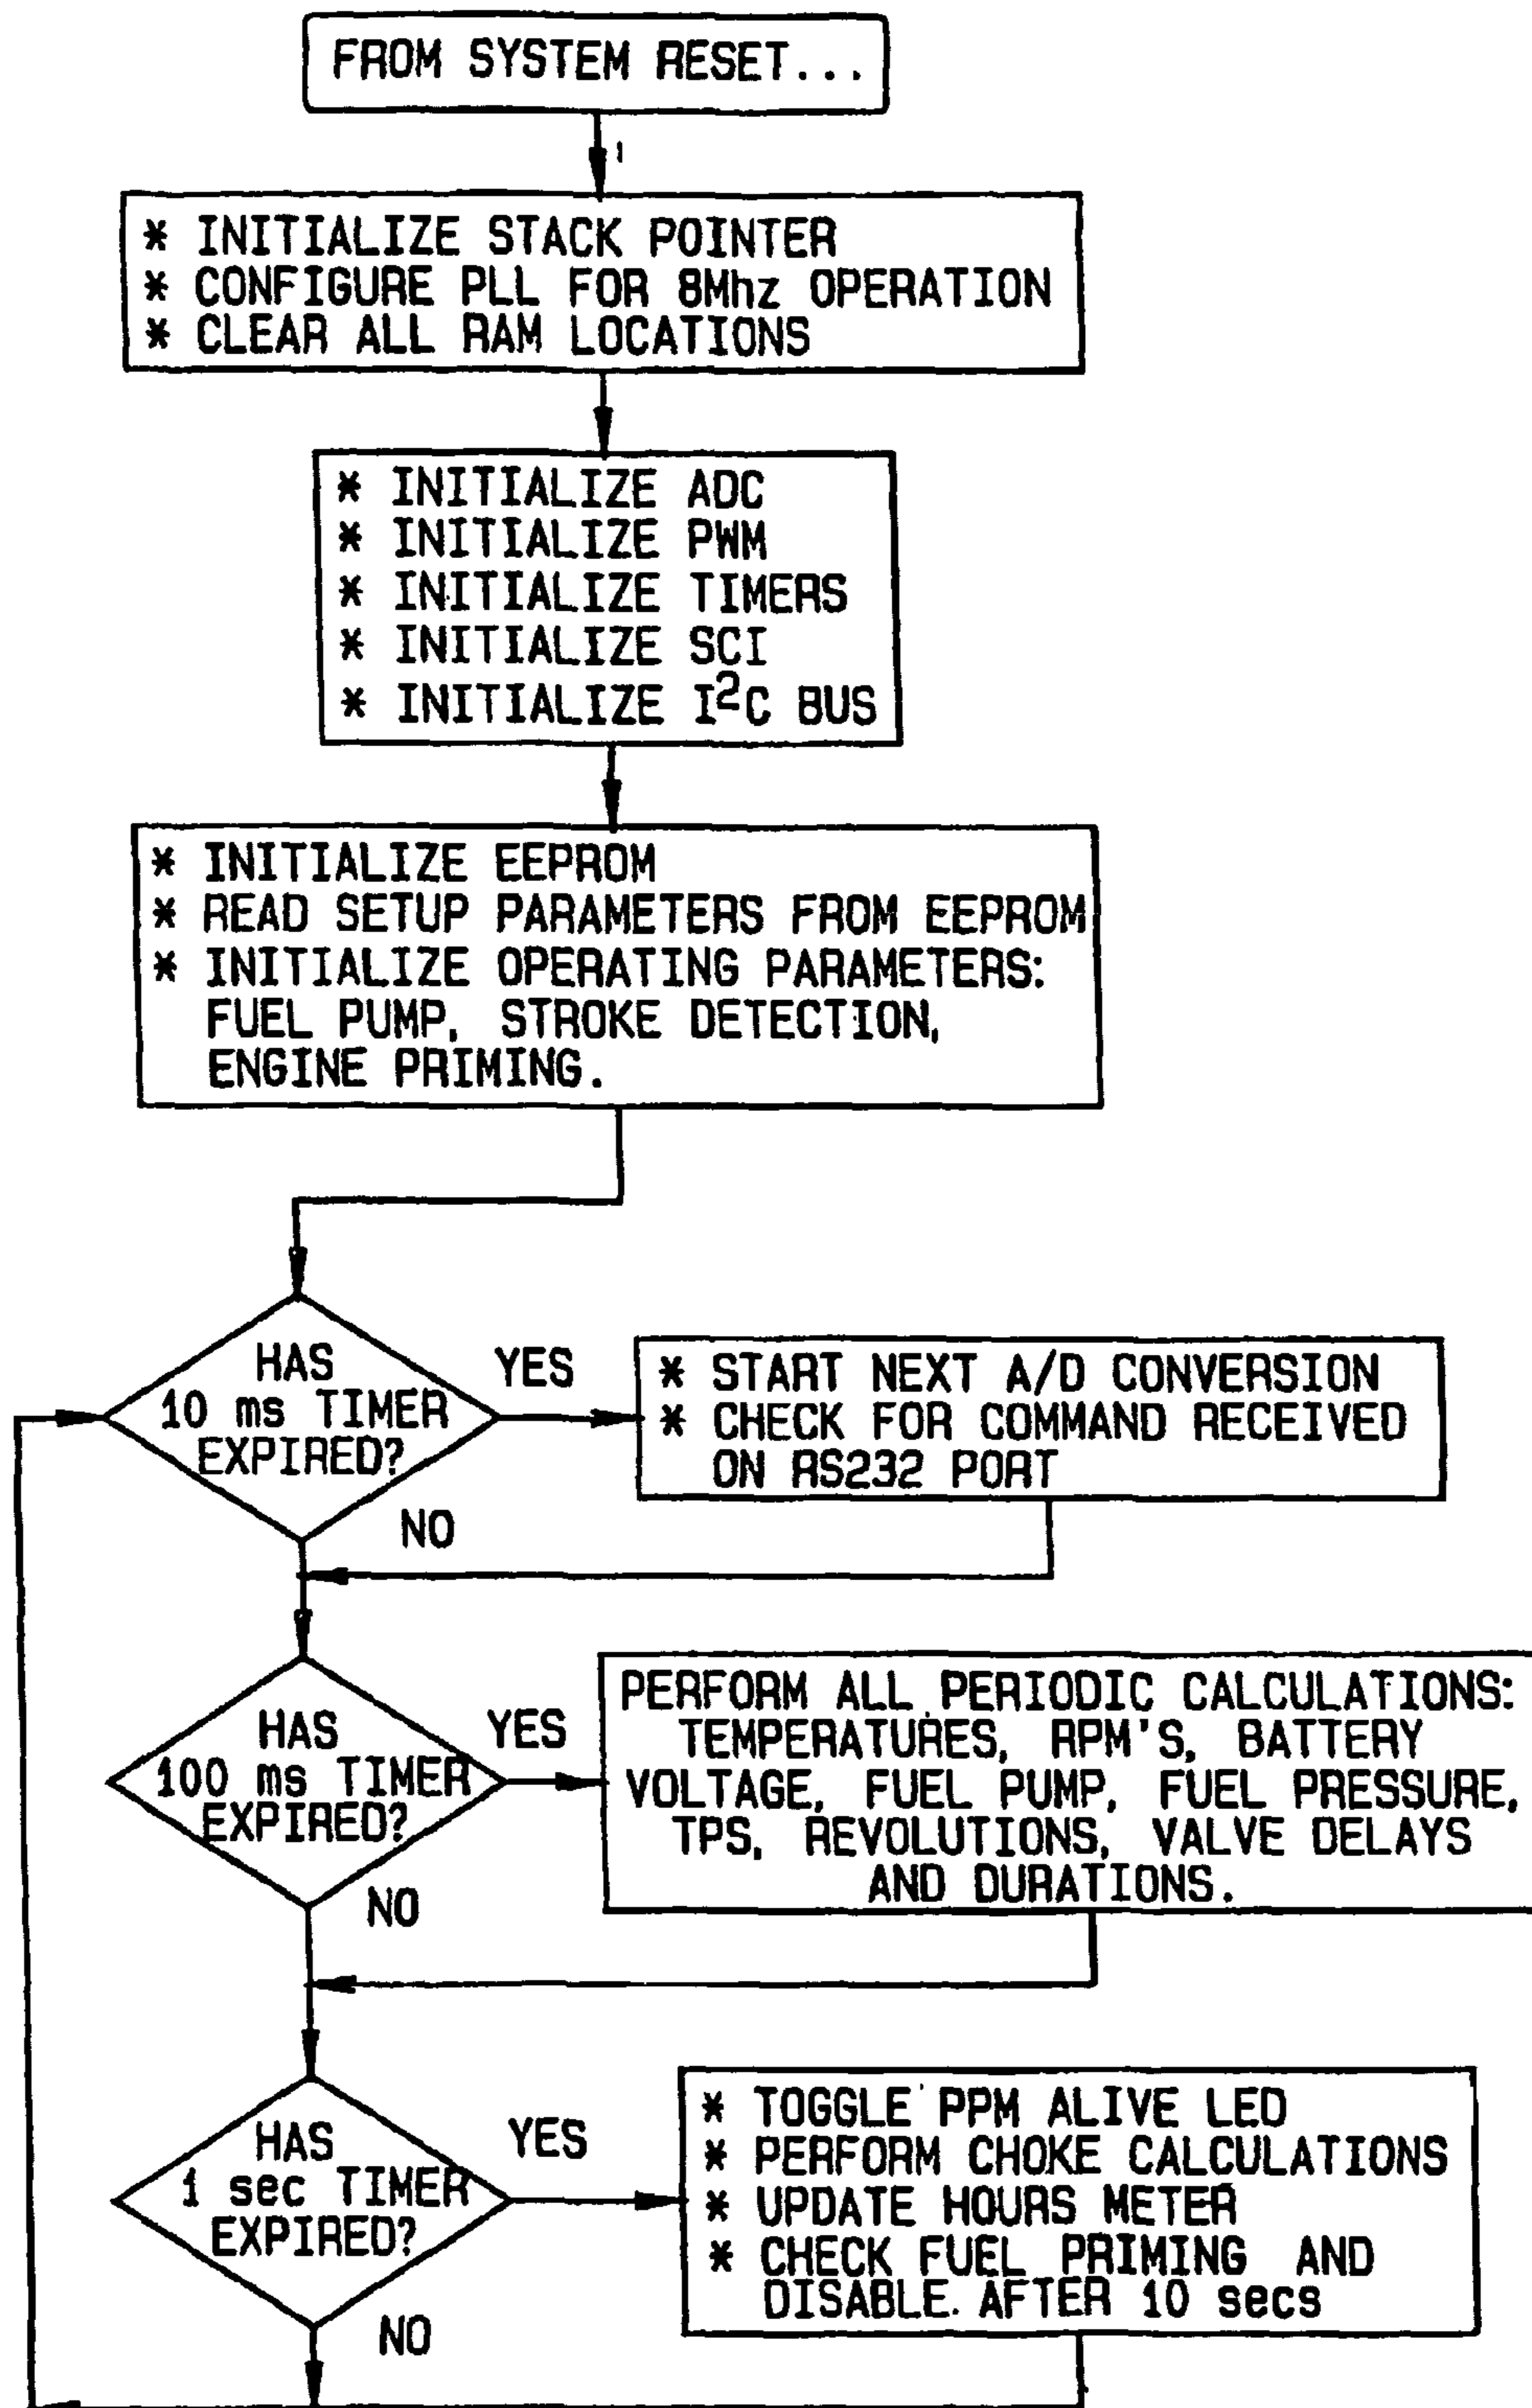 FROM SYSTEM RESET...
* INITIALIZE STACK POINTER
* CONFIGURE PLL FOR 8Mhz OPERATION
* CLEAR ALL RAM LOCATIONS
* INITIALIZE ADC
* INITIALIZE PWM
* INITIALIZE TIMERS
* INITIALIZE SCI
* INITIALIZE I²C BUS
* INITIALIZE EEPROM
* READ SETUP PARAMETERS FROM EEPROM
* INITIALIZE OPERATING PARAMETERS:
FUEL PUMP, STROKE DETECTION,
ENGINE PRIMING.
HAS
10 ms TIMER
EXPIRED?
YES
* START NEXT A/D CONVERSION
* CHECK FOR COMMAND RECEIVED
ON RS232 PORT
NO
HAS
100 ms TIMER
EXPIRED?
YES
PERFORM ALL PERIODIC CALCULATIONS:
TEMPERATURES, RPM'S, BATTERY
VOLTAGE, FUEL PUMP, FUEL PRESSURE,
TPS, REVOLUTIONS, VALVE DELAYS
AND DURATIONS.
NO
HAS
1 sec TIMER
EXPIRED?
YES
* TOGGLE PPM ALIVE LED
* PERFORM CHOKE CALCULATIONS
* UPDATE HOURS METER
* CHECK FUEL PRIMING AND
DISABLE AFTER 10 secs
NO